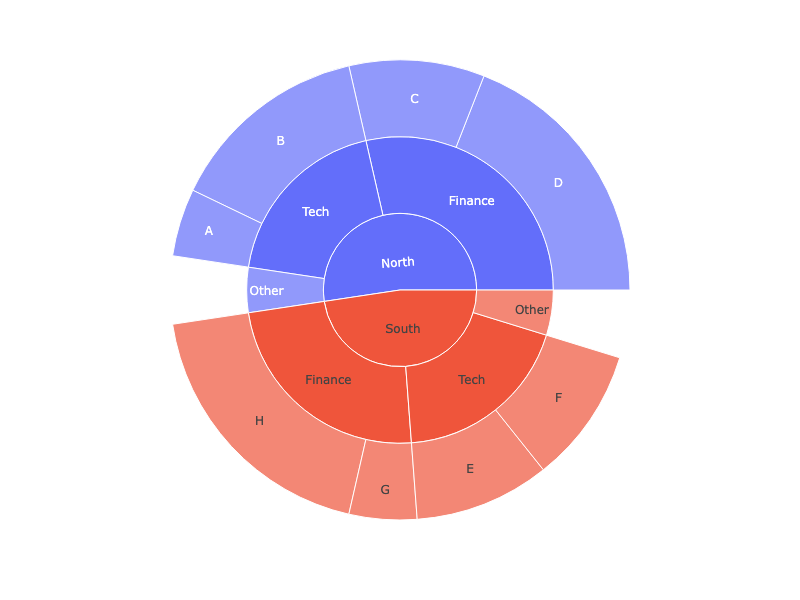 C
B
D
Finance
Tech
A
North
Other
Other
South
Finance
Tech
F
H
E
G